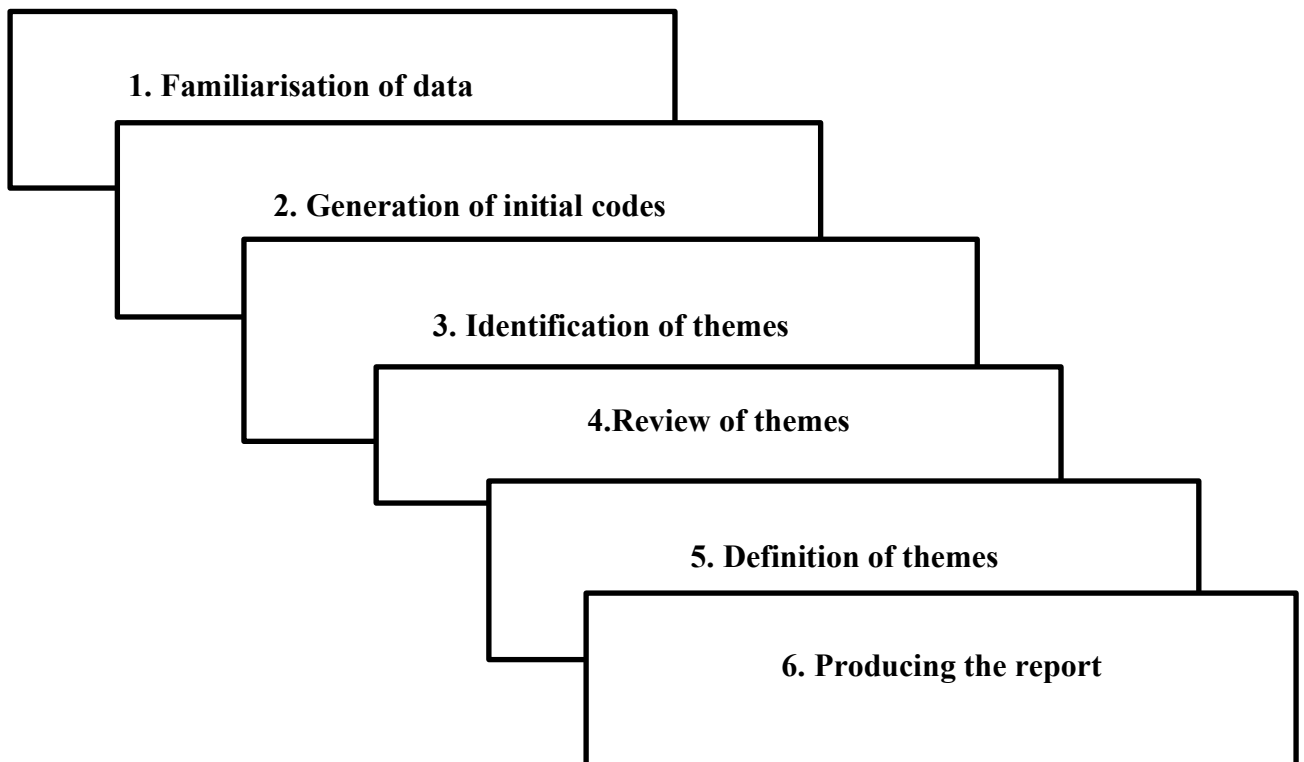 1. Familiarisation of data
2. Generation of initial codes
3. Identification of themes
4.Review of themes
5. Definition of themes
6. Producing the report